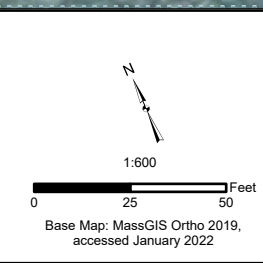 N
1:600
Feet
0 25 50
Base Map: MassGIS Ortho 2019,
accessed January 2022